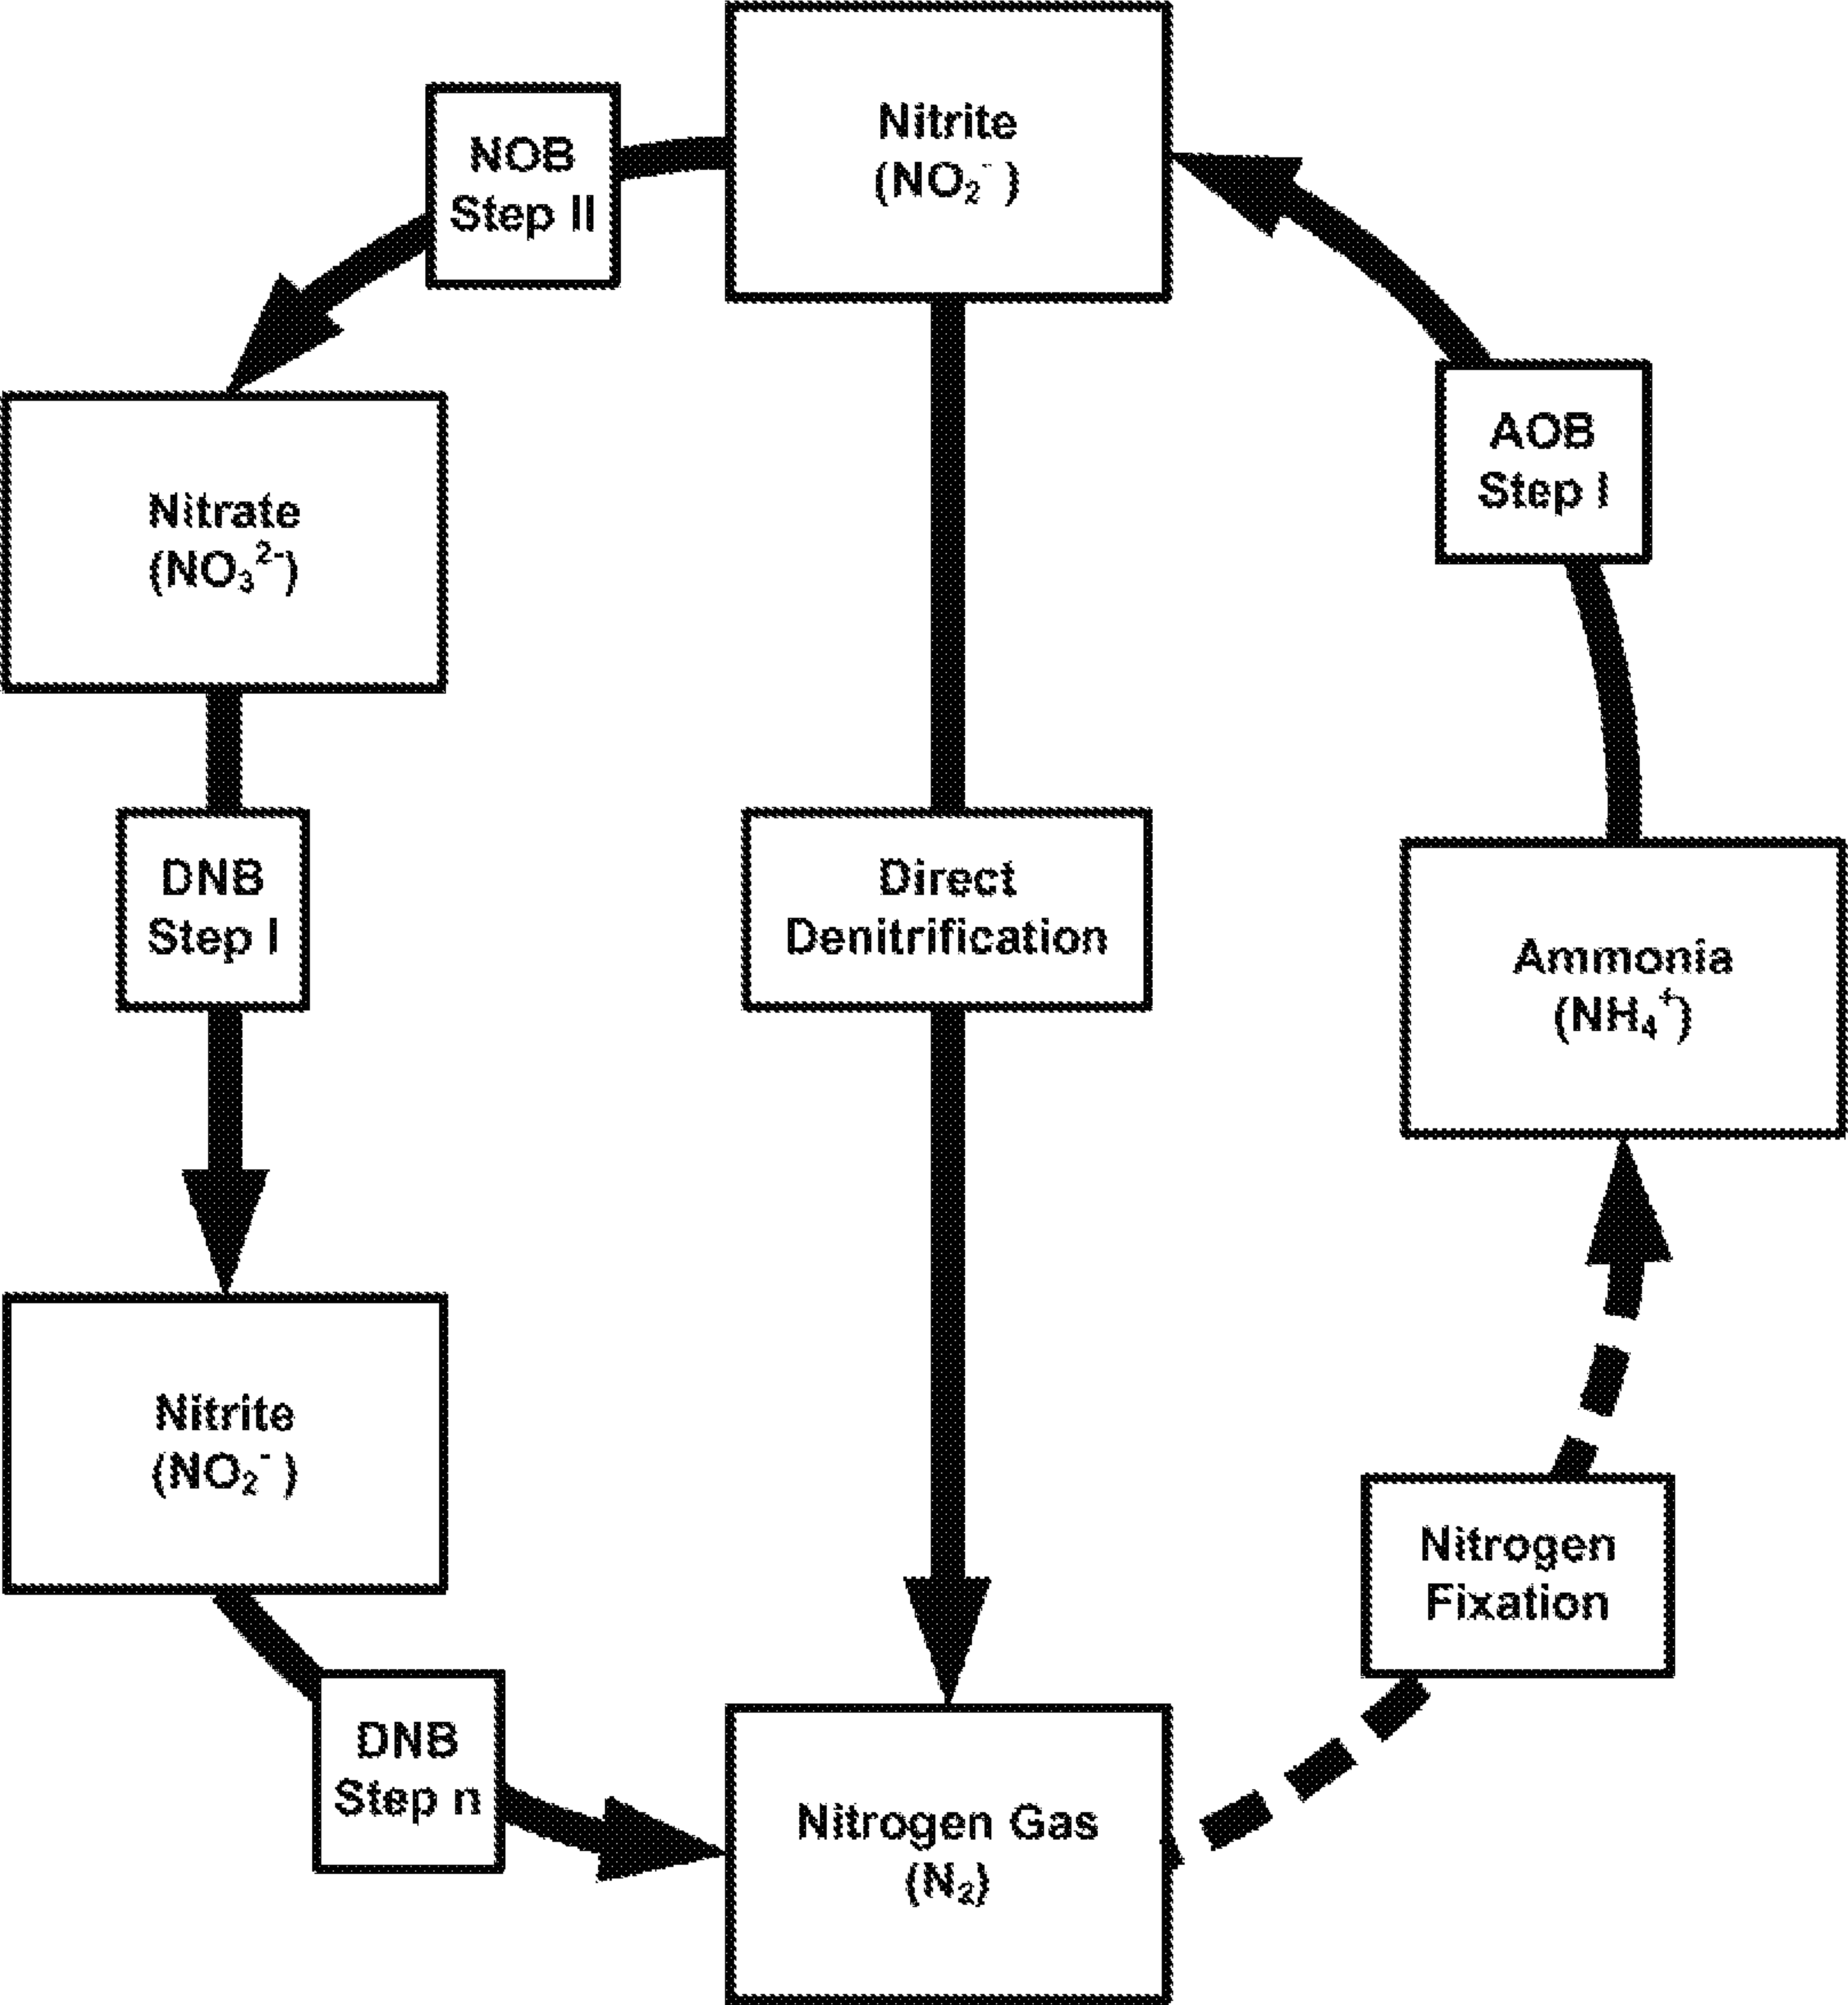 Nitrite
(NO₂⁻ )
NOB
Step II
AOB
Step I
Nitrate
(NO₃²⁻)
DNB
Step I
Direct
Denitrification
Ammonia
(NH₄⁺)
Nitrite
(NO₂⁻ )
Nitrogen
Fixation
DNB
Step n
Nitrogen Gas
(N₂)